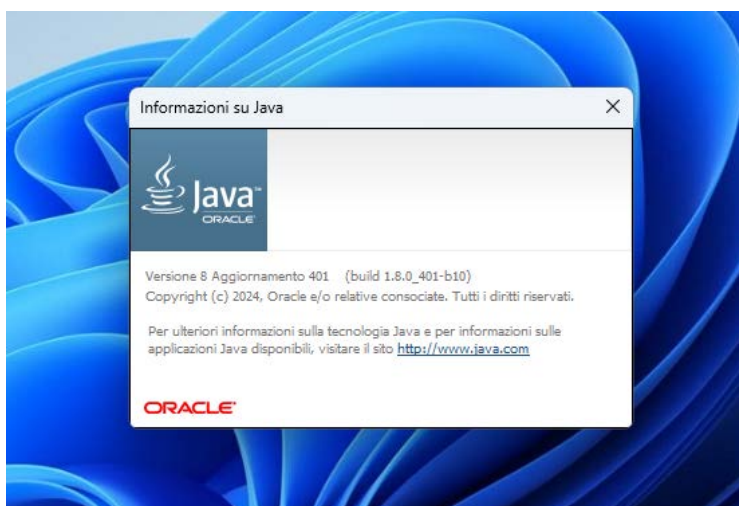 Informazioni su Java
Java™
ORACLE
Versione 8 Aggiornamento 401 (build 1.8.0_401-b10)
Copyright (c) 2024, Oracle e/o relative consociate. Tutti i diritti riservati.
Per ulteriori informazioni sulla tecnologia Java e per informazioni sulle
applicazioni Java disponibili, visitare il sito http://www.java.com
ORACLE®